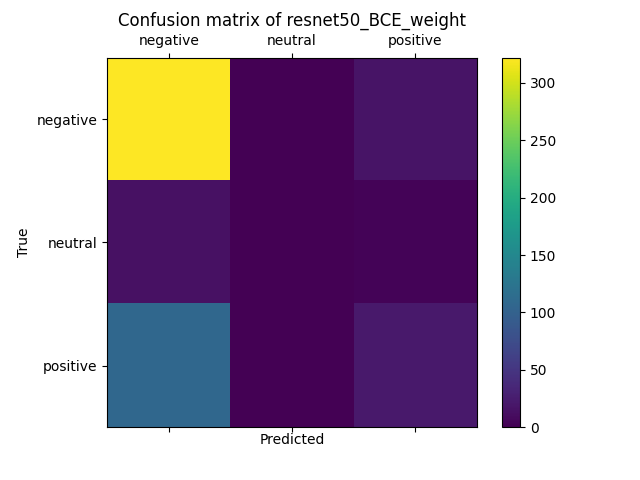 Confusion matrix of resnet50_BCE_weight
negative neutral positive
negative
neutral
positive
True
Predicted
300
250
200
150
100
50
0